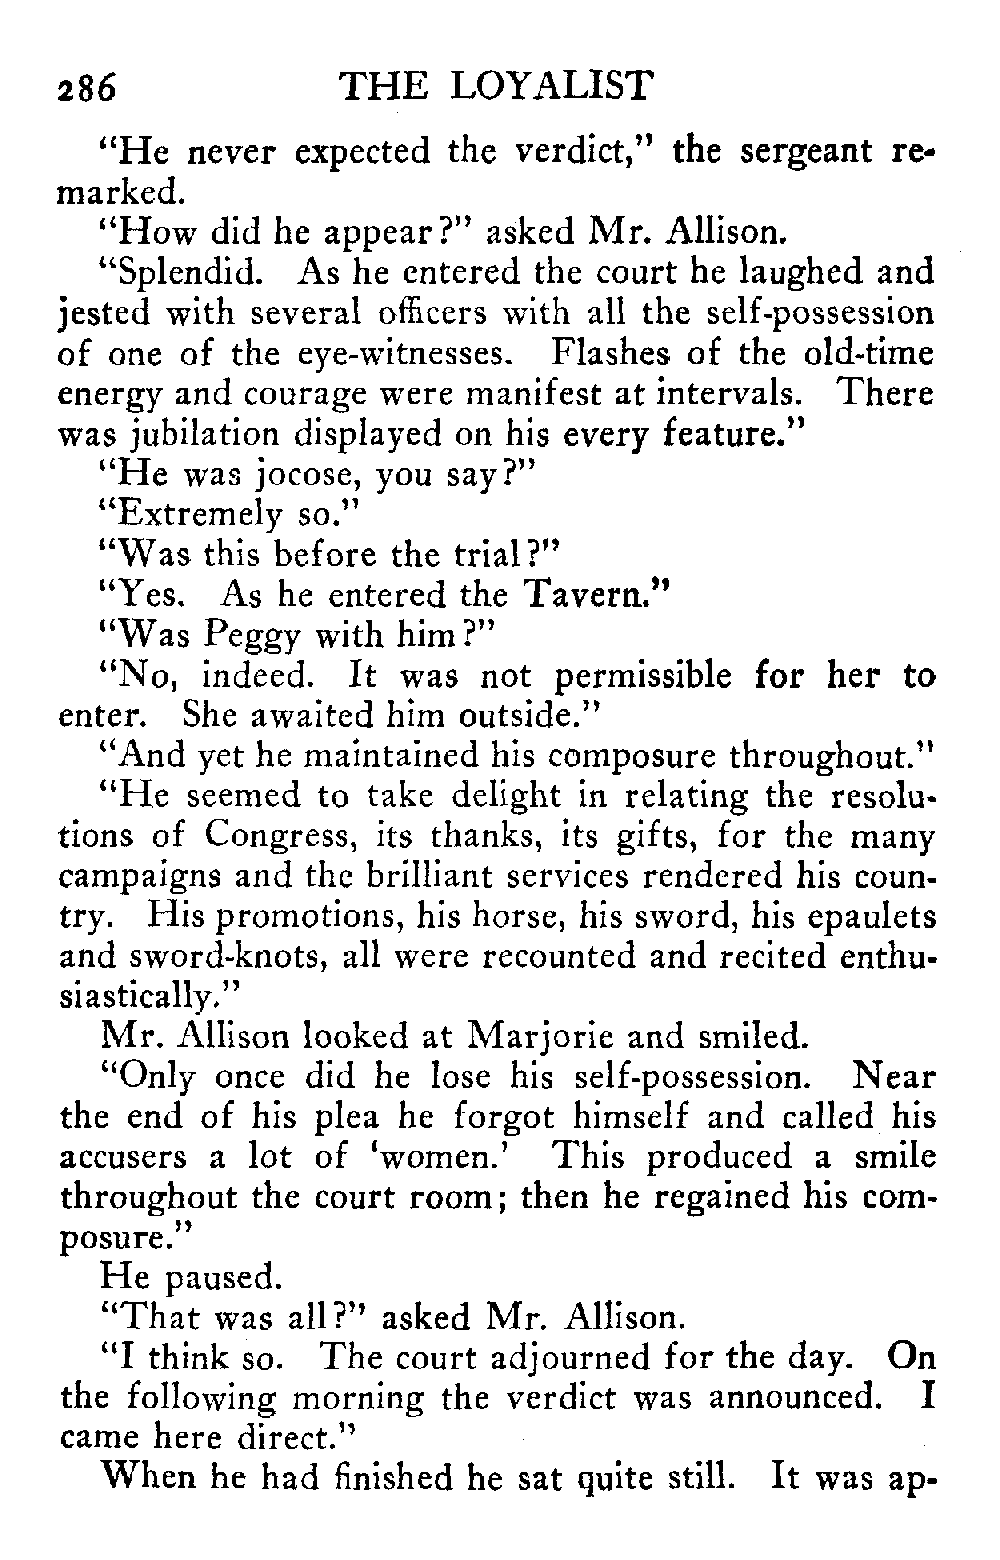 286 THE LOYALIST
"He never expected the verdict," the sergeant re-
marked.
"How did he appear?" asked Mr. Allison.
"Splendid. As he entered the court he laughed and
jested with several officers with all the self-possession
of one of the eye-witnesses. Flashes of the old-time
energy and courage were manifest at intervals. There
was jubilation displayed on his every feature."
"He was jocose, you say?"
"Extremely so."
"Was this before the trial?"
"Yes. As he entered the Tavern."
"Was Peggy with him?"
"No, indeed. It was not permissible for her to
enter. She awaited him outside."
"And yet he maintained his composure throughout."
"He seemed to take delight in relating the resolu-
tions of Congress, its thanks, its gifts, for the many
campaigns and the brilliant services rendered his coun-
try. His promotions, his horse, his sword, his epaulets
and sword-knots, all were recounted and recited enthu-
siastically."
Mr. Allison looked at Marjorie and smiled.
"Only once did he lose his self-possession. Near
the end of his plea he forgot himself and called his
accusers a lot of 'women.' This produced a smile
throughout the court room; then he regained his com-
posure."
He paused.
"That was all?" asked Mr. Allison.
"I think so. The court adjourned for the day. On
the following morning the verdict was announced. I
came here direct."
When he had finished he sat quite still. It was ap-